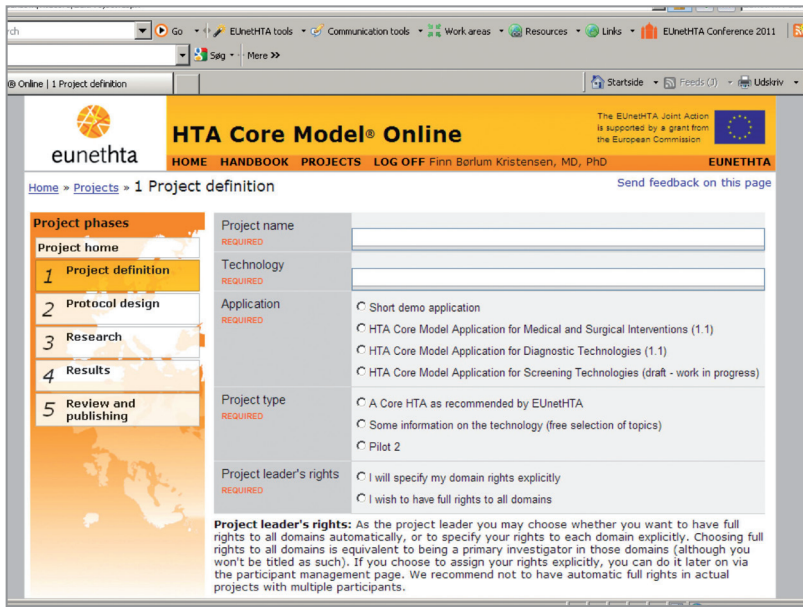 rch Go EUnetHTA tools Communication tools Work areas Resources Links EUnetHTA Conference 2011
Søg Mere >>
® Online | 1 Project definition Startside Feeds (J) Udskriv
eunethta
HTA Core Model® Online
The EUnetHTA Joint Action
is supported by a grant from
the European Commission
HOME HANDBOOK PROJECTS LOG OFF Finn Børlum Kristensen, MD, PhD EUNETHTA
Home » Projects » 1 Project definition Send feedback on this page
Project phases
Project home
1 Project definition
2 Protocol design
3 Research
4 Results
5 Review and
publishing
Project name
REQUIRED
Technology
REQUIRED
Application
REQUIRED
Short demo application
HTA Core Model Application for Medical and Surgical Interventions (1.1)
HTA Core Model Application for Diagnostic Technologies (1.1)
HTA Core Model Application for Screening Technologies (draft - work in progress)
Project type
REQUIRED
A Core HTA as recommended by EUnetHTA
Some information on the technology (free selection of topics)
Pilot 2
Project leader's rights
REQUIRED
I will specify my domain rights explicitly
I wish to have full rights to all domains
Project leader's rights: As the project leader you may choose whether you want to have full
rights to all domains automatically, or to specify your rights to each domain explicitly. Choosing full
rights to all domains is equivalent to being a primary investigator in those domains (although you
won't be titled as such). If you choose to assign your rights explicitly, you can do it later on via
the participant management page. We recommend not to have automatic full rights in actual
projects with multiple participants.